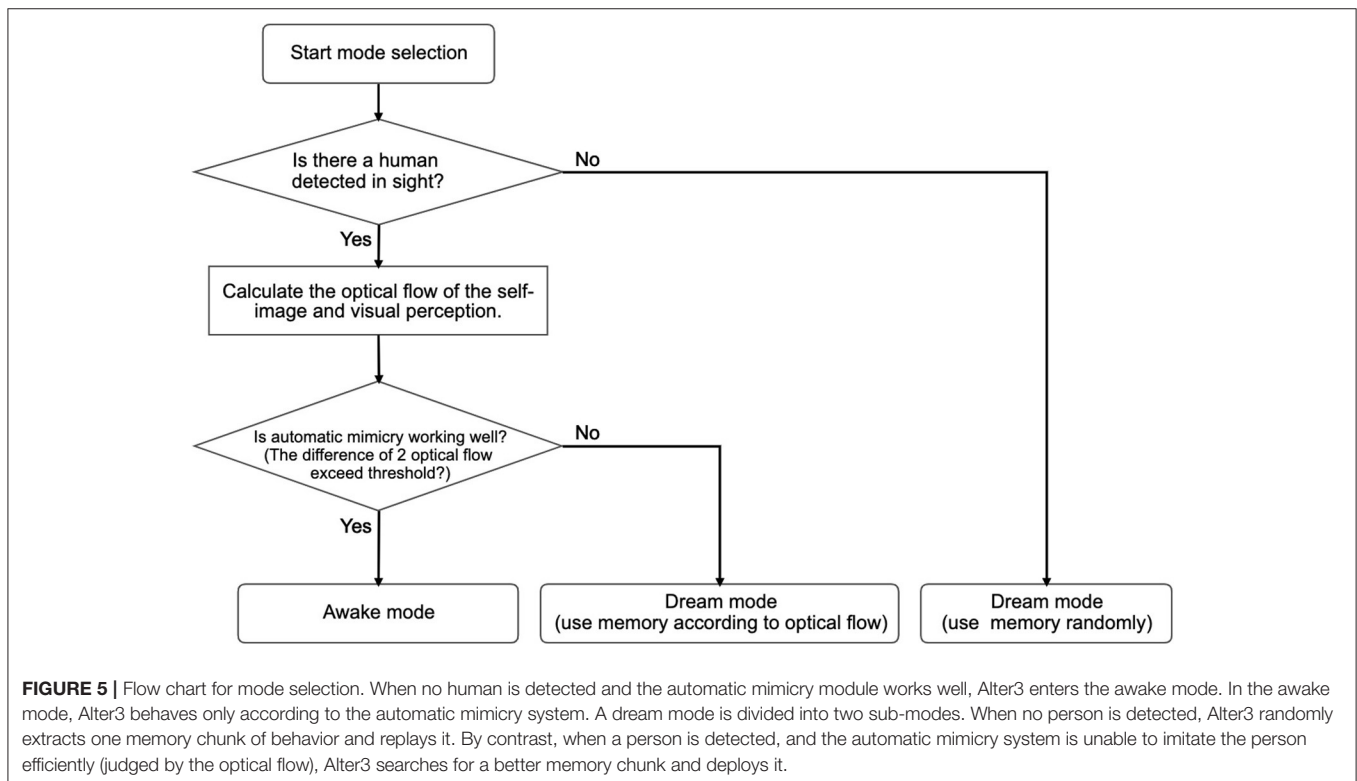 Start mode selection
Is there a human
detected in sight?
No
Yes
Calculate the optical flow of the self-
image and visual perception.
Is automatic mimicry working well?
(The difference of 2 optical flow
exceed threshold?)
No
Yes
Awake mode
Dream mode
(use memory according to optical flow)
Dream mode
(use memory randomly)
FIGURE 5 | Flow chart for mode selection. When no human is detected and the automatic mimicry module works well, Alter3 enters the awake mode. In the awake
mode, Alter3 behaves only according to the automatic mimicry system. A dream mode is divided into two sub-modes. When no person is detected, Alter3 randomly
extracts one memory chunk of behavior and replays it. By contrast, when a person is detected, and the automatic mimicry system is unable to imitate the person
efficiently (judged by the optical flow), Alter3 searches for a better memory chunk and deploys it.